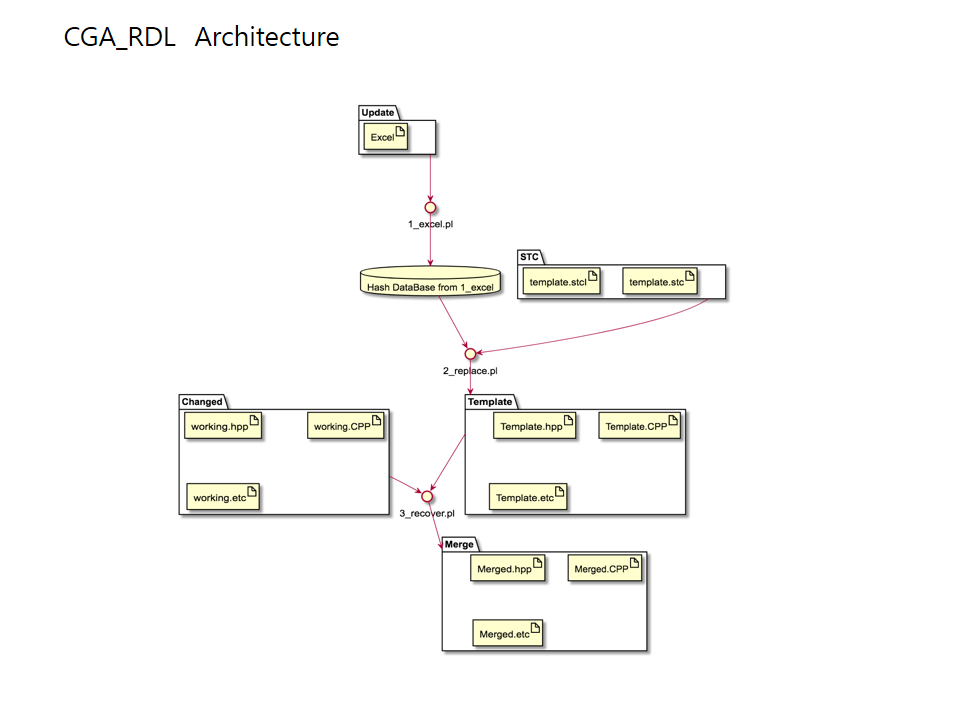 CGA_RDL Architecture
Update
Excel
1_excel.pl
Hash DataBase from 1_excel
STC
template.stcl
template.stc
2_replace.pl
Changed
working.hpp
working.CPP
working.etc
Template
Template.hpp
Template.CPP
Template.etc
3_recover.pl
Merge
Merged.hpp
Merged.CPP
Merged.etc